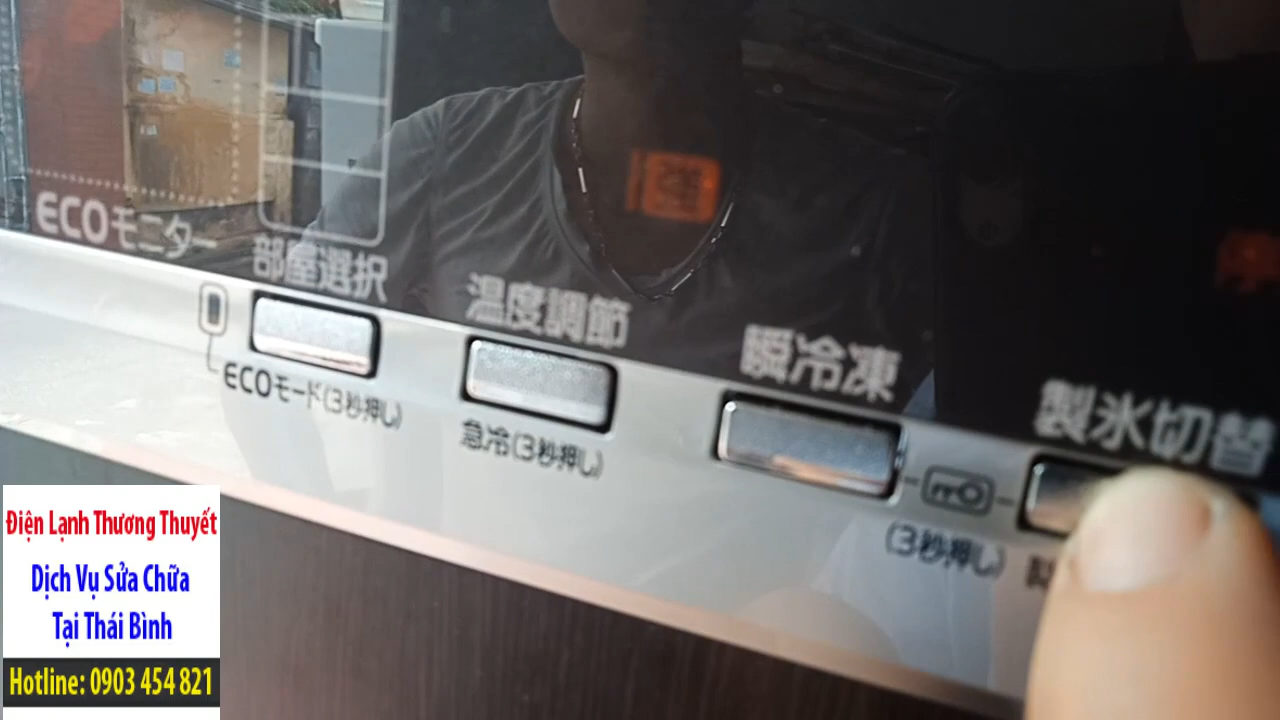 ECOモニター
部屋選択
温度調節
瞬冷凍
製氷切替
ECOモード(3秒押し)
急冷(3秒押し)
(3秒押し)
Điện Lạnh Thương Thuyết
Dịch Vụ Sửa Chữa
Tại Thái Bình
Hotline: 0903 454 821